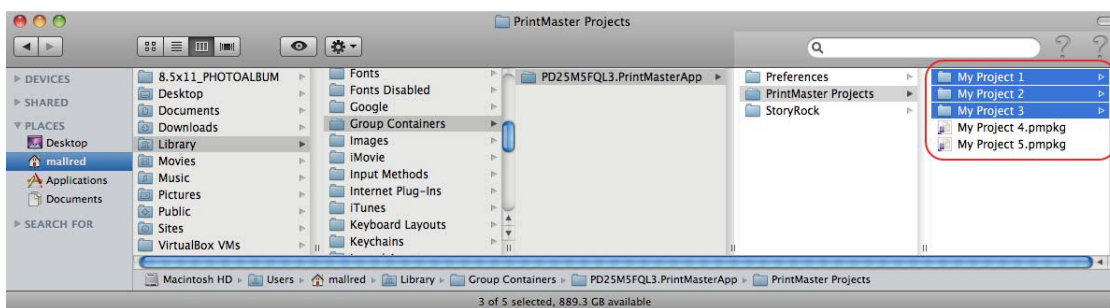 PrintMaster Projects
DEVICES
SHARED
PLACES
Desktop
mallred
Applications
Documents
SEARCH FOR
8.5x11_PHOTOALBUM
Desktop
Documents
Downloads
Library
Movies
Music
Pictures
Public
Sites
VirtualBox VMs
Fonts
Fonts Disabled
Google
Group Containers
Images
iMovie
Input Methods
Internet Plug-Ins
iTunes
Keyboard Layouts
Keychains
PD25M5FQL3.PrintMasterApp
Preferences
PrintMaster Projects
StoryRock
My Project 1
My Project 2
My Project 3
My Project 4.pmpkg
My Project 5.pmpkg
Macintosh HD Users mallred Library Group Containers PD25M5FQL3.PrintMasterApp PrintMaster Projects
3 of 5 selected, 889.3 GB available